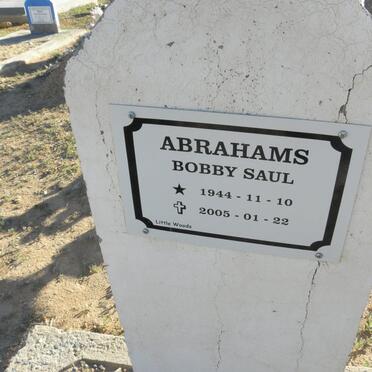 ABRAHAMS
BOBBY SAUL
★ 1944 - 11 - 10
✞ 2005 - 01 - 22
Little Woods